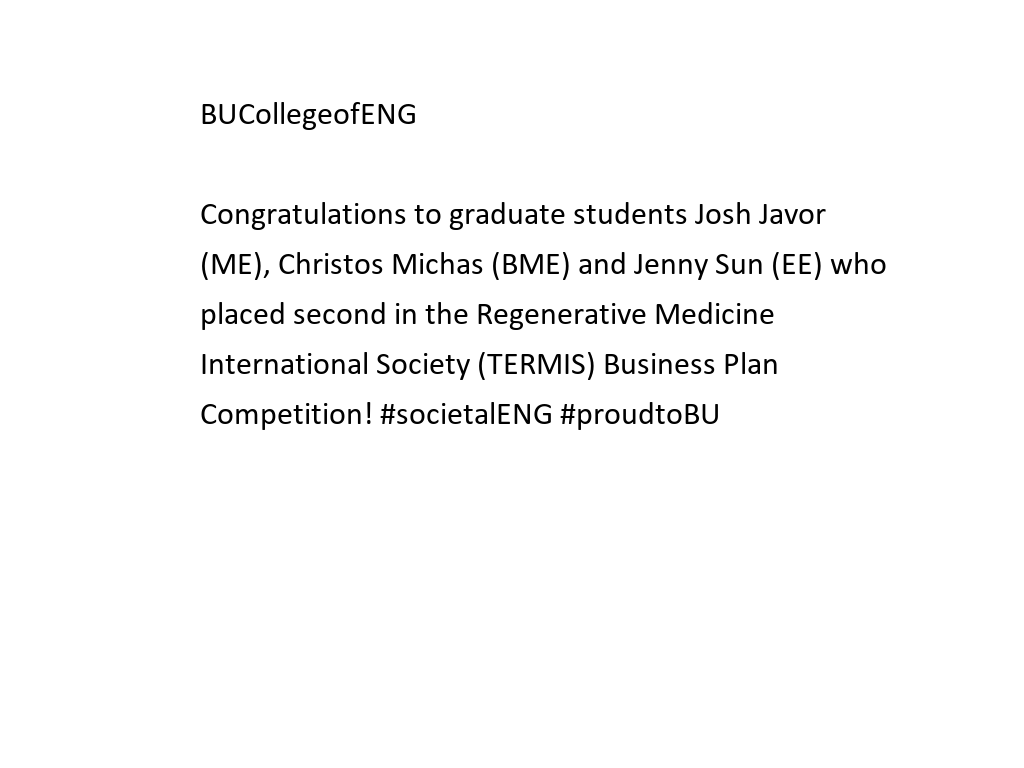 BUCollegeofENG
Congratulations to graduate students Josh Javor
(ME), Christos Michas (BME) and Jenny Sun (EE) who
placed second in the Regenerative Medicine
International Society (TERMIS) Business Plan
Competition! #societalENG #proudtoBU